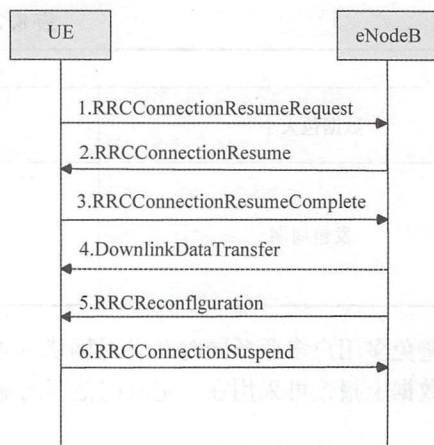 UE
eNodeB
1.RRCConnectionResumeRequest
2.RRCConnectionResume
3.RRCConnectionResumeComplete
4.DownlinkDataTransfer
5.RRCReconflguration
6.RRCConnectionSuspend